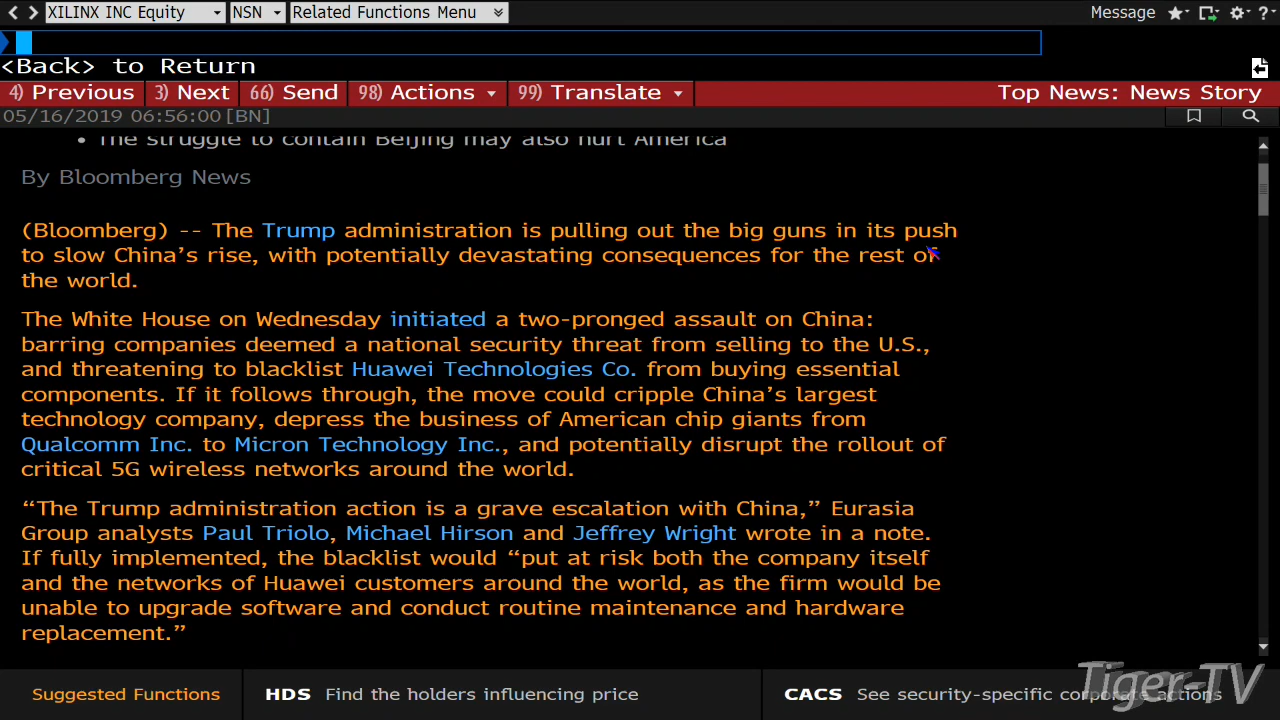 XILINX INC Equity NSN Related Functions Menu Message ?
<Back> to Return
4) Previous 3) Next 66) Send 98) Actions 99) Translate Top News: News Story
05/16/2019 06:56:00 [BN]
• The struggle to contain Beijing may also hurt America
By Bloomberg News
(Bloomberg) -- The Trump administration is pulling out the big guns in its push
to slow China’s rise, with potentially devastating consequences for the rest of
the world.
The White House on Wednesday initiated a two-pronged assault on China:
barring companies deemed a national security threat from selling to the U.S.,
and threatening to blacklist Huawei Technologies Co. from buying essential
components. If it follows through, the move could cripple China’s largest
technology company, depress the business of American chip giants from
Qualcomm Inc. to Micron Technology Inc., and potentially disrupt the rollout of
critical 5G wireless networks around the world.
“The Trump administration action is a grave escalation with China,” Eurasia
Group analysts Paul Triolo, Michael Hirson and Jeffrey Wright wrote in a note.
If fully implemented, the blacklist would “put at risk both the company itself
and the networks of Huawei customers around the world, as the firm would be
unable to upgrade software and conduct routine maintenance and hardware
replacement.”
Suggested Functions HDS Find the holders influencing price CACS See security-specific corporate actions
Tiger-TV